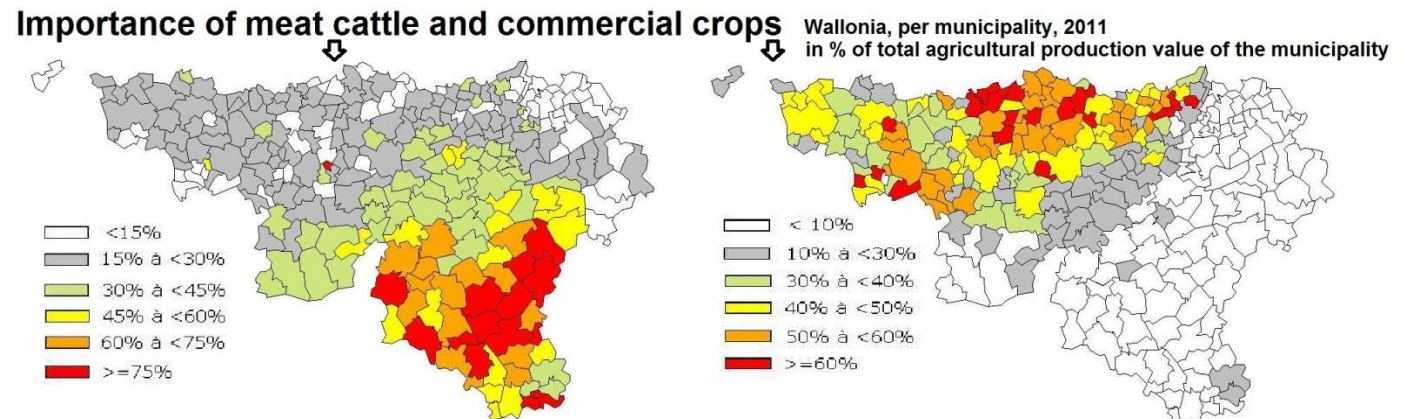 Importance of meat cattle and commercial crops
Wallonia, per municipality, 2011
in % of total agricultural production value of the municipality
<15%
15% à <30%
30% à <45%
45% à <60%
60% à <75%
>=75%
< 10%
10% à <30%
30% à <40%
40% à <50%
50% à <60%
>=60%